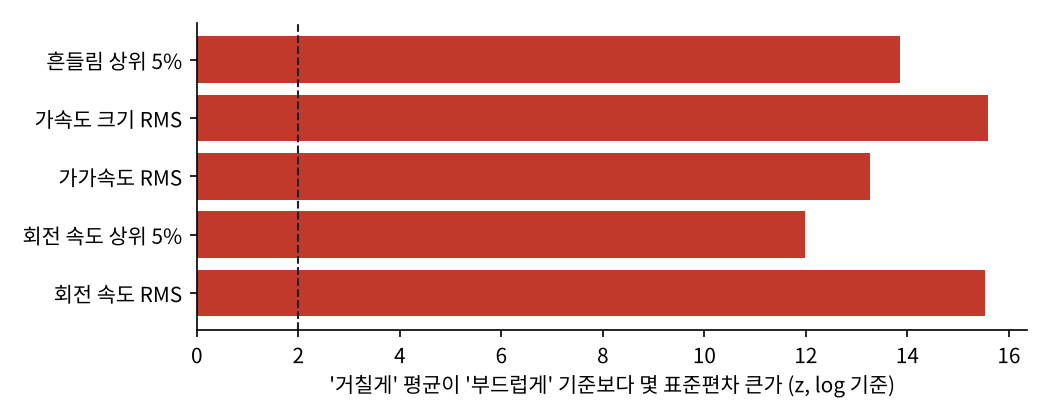 흔들림 상위 5%
가속도 크기 RMS
가가속도 RMS
회전 속도 상위 5%
회전 속도 RMS
0 2 4 6 8 10 12 14 16
'거칠게' 평균이 '부드럽게' 기준보다 몇 표준편차 큰가 (z, log 기준)